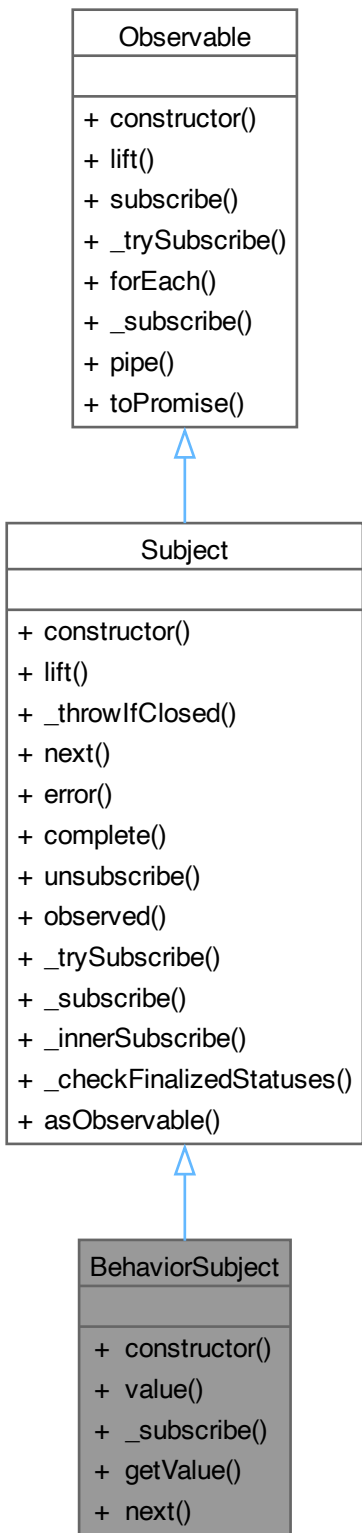 Observable
+ constructor()
+ lift()
+ subscribe()
+ _trySubscribe()
+ forEach()
+ _subscribe()
+ pipe()
+ toPromise()
Subject
+ constructor()
+ lift()
+ _throwIfClosed()
+ next()
+ error()
+ complete()
+ unsubscribe()
+ observed()
+ _trySubscribe()
+ _subscribe()
+ _innerSubscribe()
+ _checkFinalizedStatuses()
+ asObservable()
BehaviorSubject
+ constructor()
+ value()
+ _subscribe()
+ getValue()
+ next()